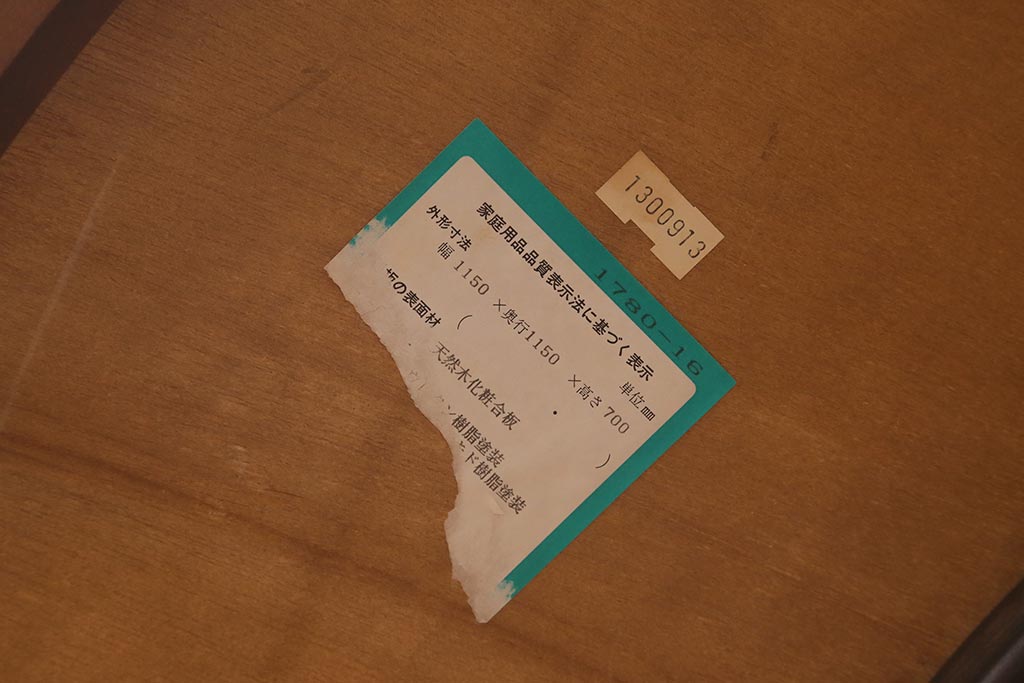 1300913
1780-16
家庭用品品質表示法に基づく表示
外形寸法
単位mm
幅 1150 ×奥行1150 ×高さ 700
の表面材 ( )
天然木化粧合板
ン樹脂塗装
ド樹脂塗装